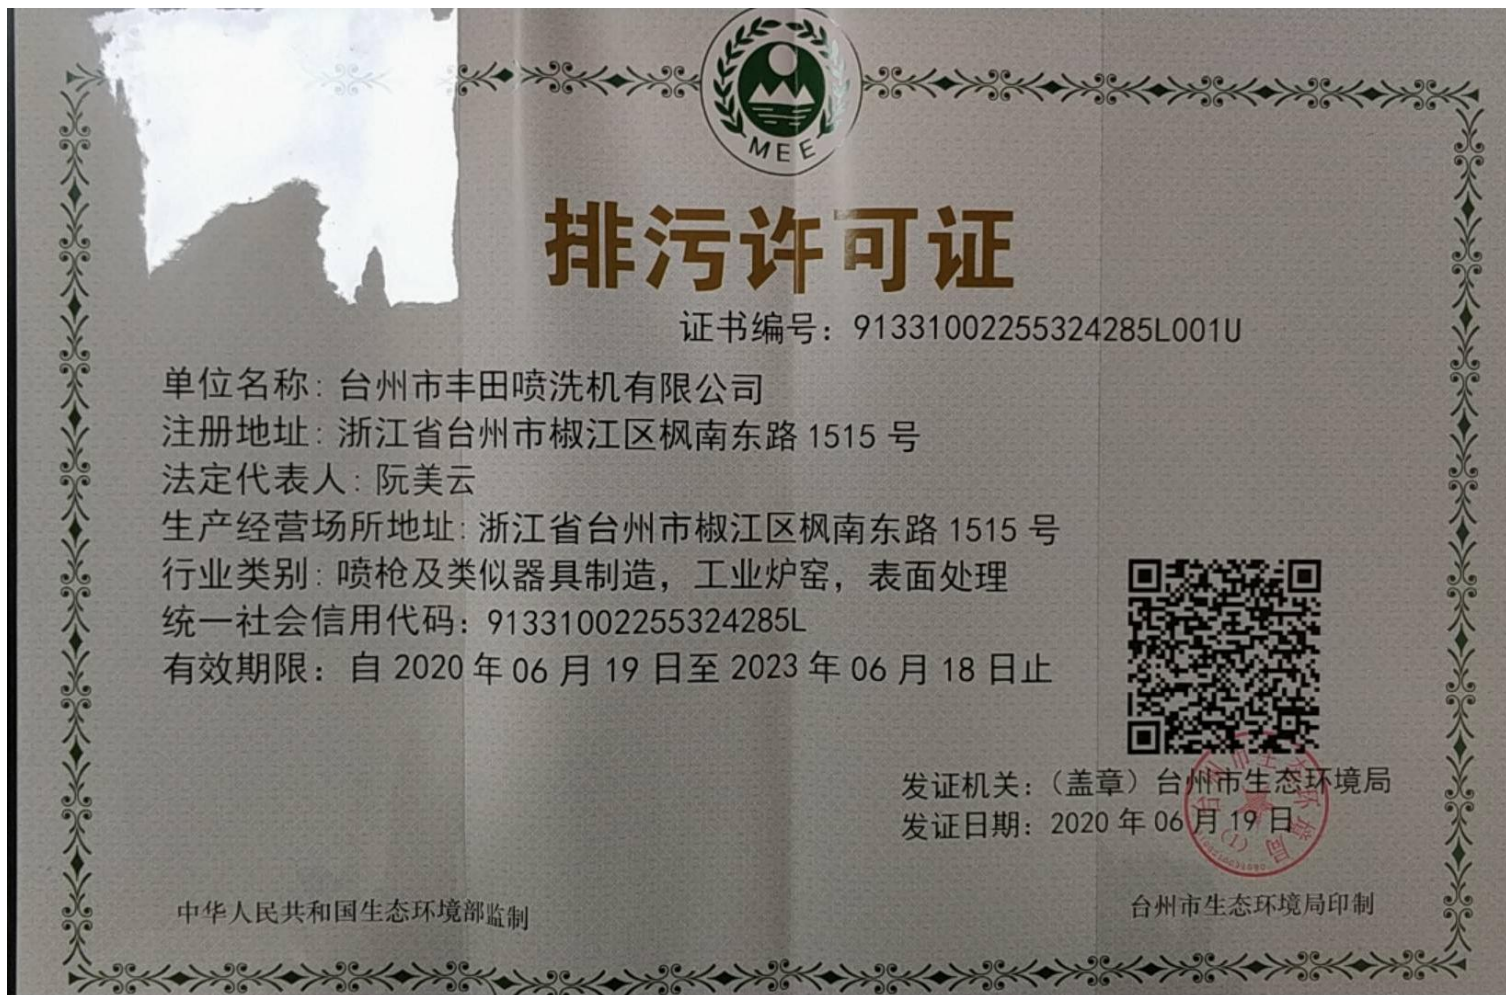 MEE
排污许可证
证书编号：91331002255324285L001U
单位名称：台州市丰田喷洗机有限公司
注册地址：浙江省台州市椒江区枫南东路 1515 号
法定代表人：阮美云
生产经营场所地址：浙江省台州市椒江区枫南东路 1515 号
行业类别：喷枪及类似器具制造，工业炉窑，表面处理
统一社会信用代码：91331002255324285L
有效期限：自 2020 年 06 月 19 日至 2023 年 06 月 18 日止
发证机关：（盖章）台州市生态环境局
发证日期：2020 年 06 月 19 日
台州市生态环境局
(1)
中华人民共和国生态环境部监制
台州市生态环境局印制